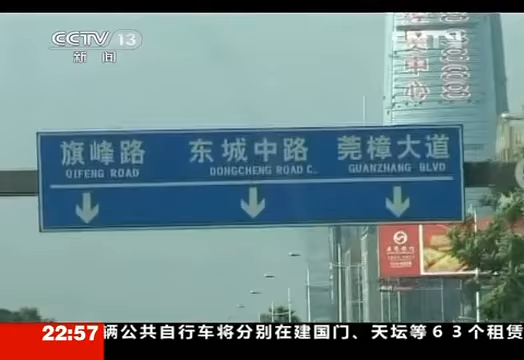 CCTV 13
新闻
旗峰路 东城中路 莞樟大道
QIFENG ROAD DONGCHENG ROAD C. GUANZHANG BLVD
22:57 辆公共自行车将分别在建国门、天坛等６３个租赁